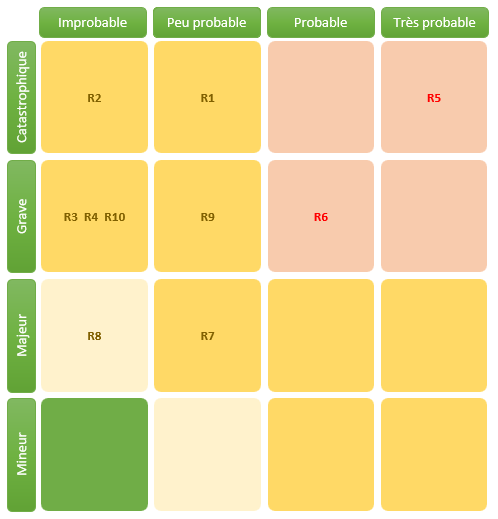 Improbable Peu probable Probable Très probable
Catastrophique
R2 R1 R5
Grave
R3 R4 R10 R9 R6
Majeur
R8 R7
Mineur